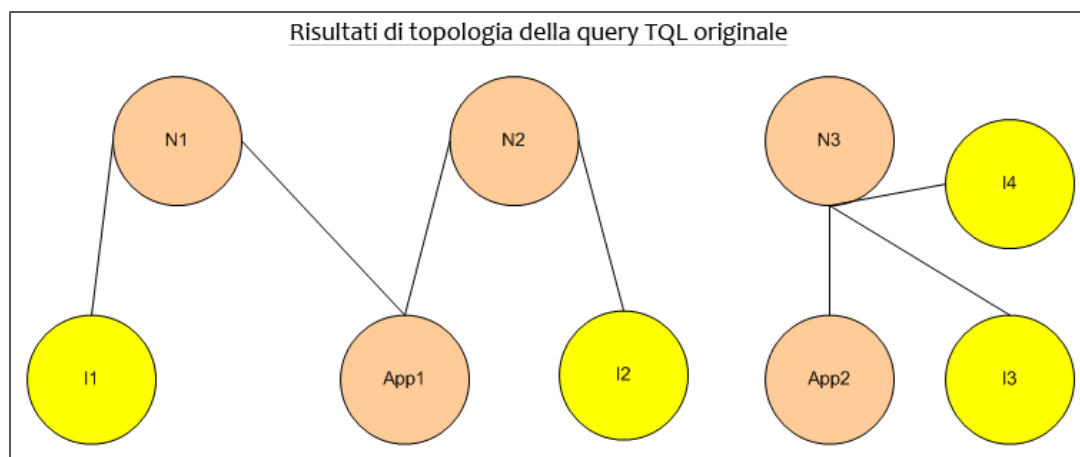 Risultati di topologia della query TQL originale
N1
N2
N3
I4
I1
App1
I2
App2
I3